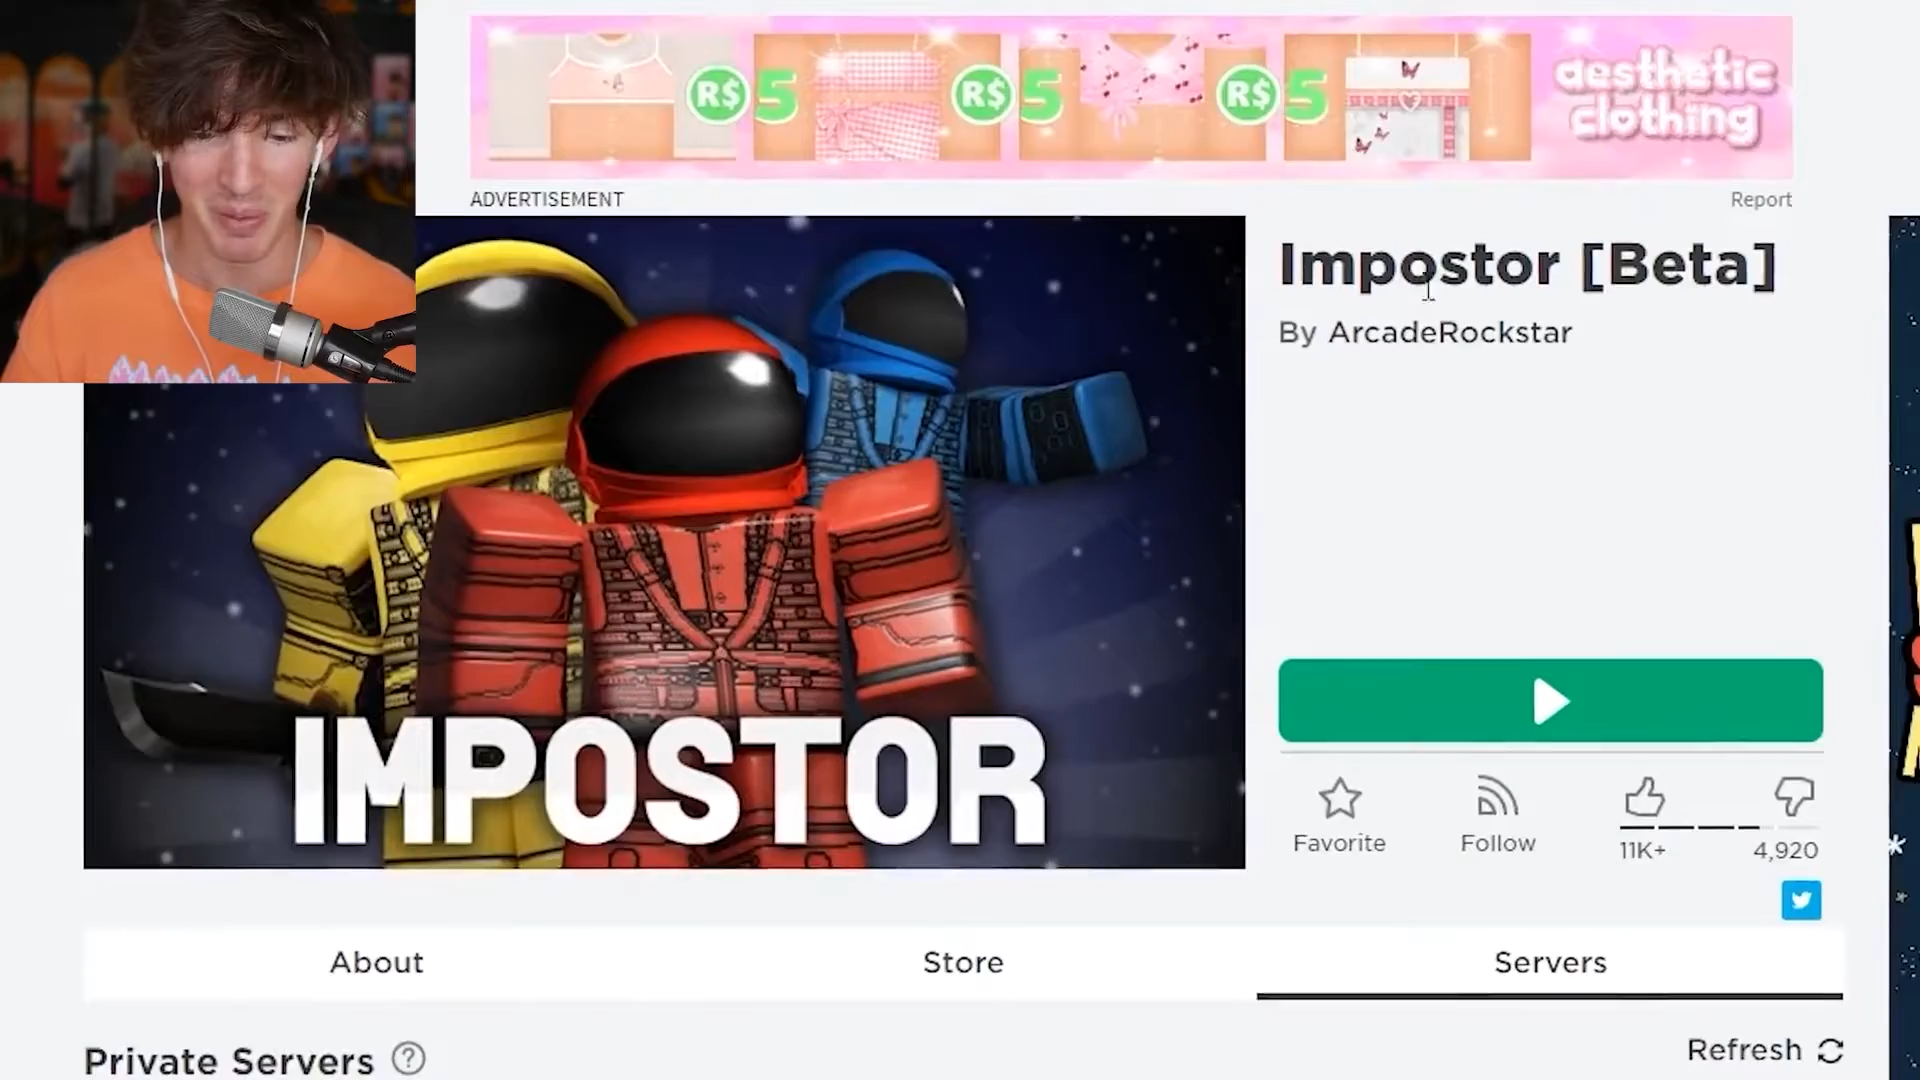 R$ 5 R$ 5 R$ 5
aesthetic
clothing
ADVERTISEMENT
Report
Impostor [Beta]
By ArcadeRockstar
IMPOSTOR
Favorite
Follow
11K+
4,920
About
Store
Servers
Private Servers ?
Refresh